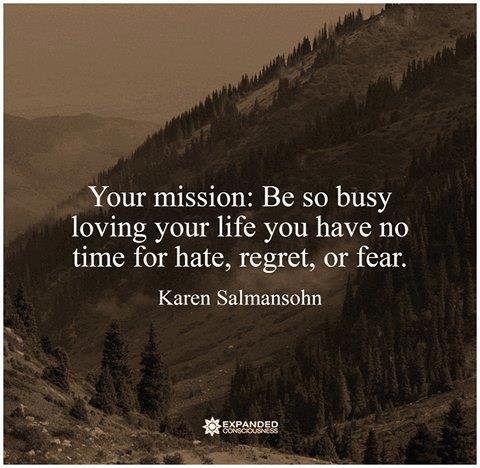 Your mission: Be so busy
loving your life you have no
time for hate, regret, or fear.
Karen Salmansohn
EXPANDED
CONSCIOUSNESS